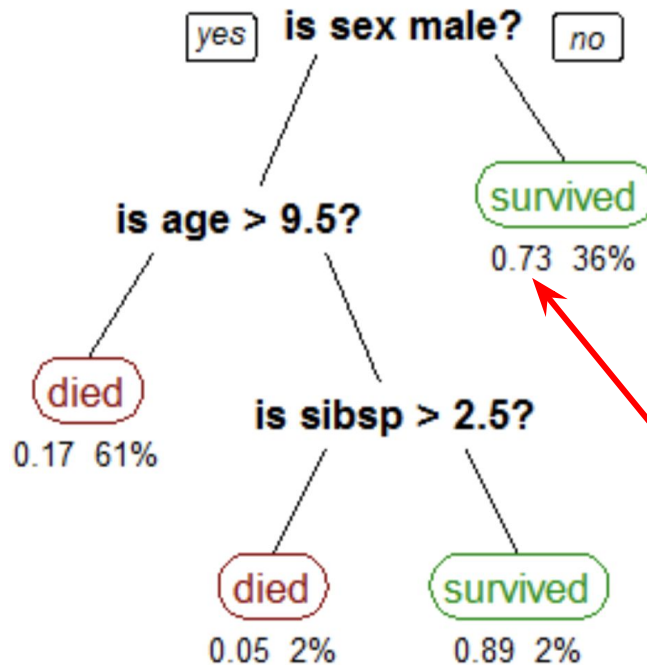 yes is sex male? no
survived
is age > 9.5?
0.73 36%
died
is sibsp > 2.5?
0.17 61%
died survived
0.05 2% 0.89 2%